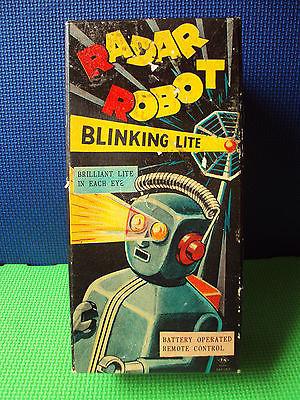 RADAR
ROBOT
BLINKING LITE
BRILLIANT LITE
IN EACH EYE
BATTERY OPERATED
REMOTE CONTROL